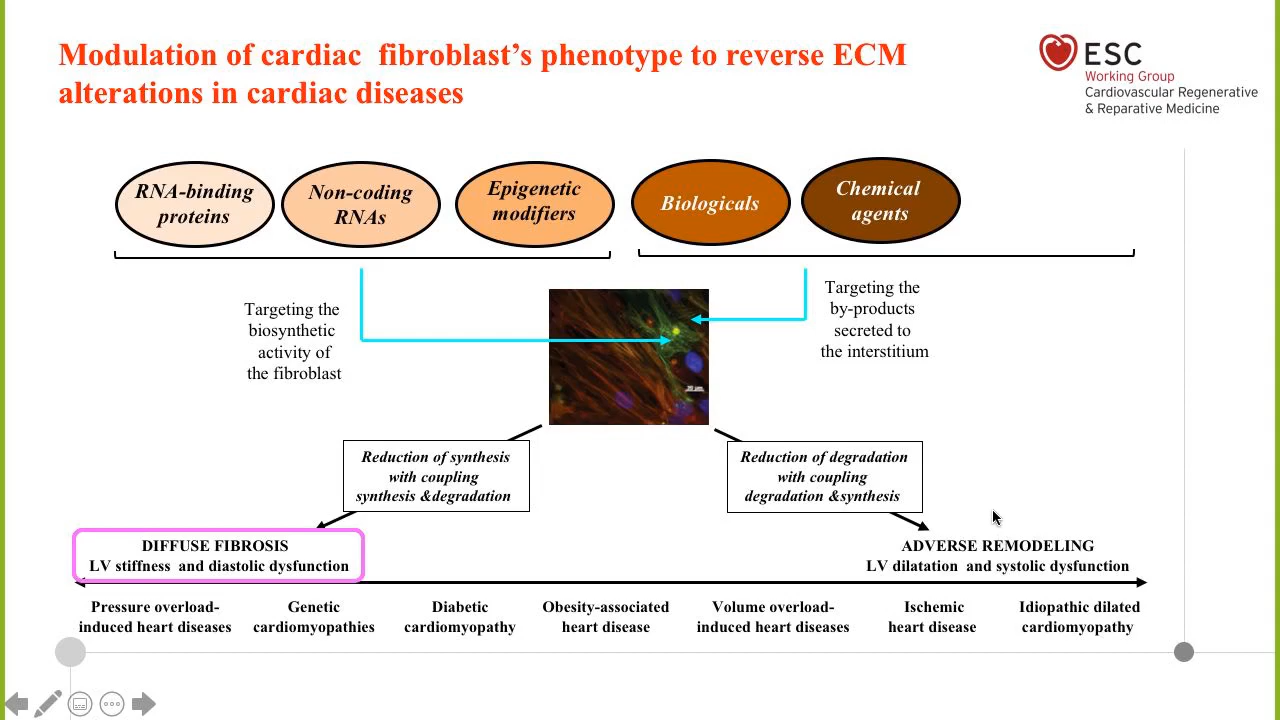 Modulation of cardiac fibroblast’s phenotype to reverse ECM
alterations in cardiac diseases
ESC
Working Group
Cardiovascular Regenerative
& Reparative Medicine
RNA-binding
proteins
Non-coding
RNAs
Epigenetic
modifiers
Biologicals
Chemical
agents
Targeting the
biosynthetic
activity of
the fibroblast
Targeting the
by-products
secreted to
the interstitium
Reduction of synthesis
with coupling
synthesis &degradation
Reduction of degradation
with coupling
degradation &synthesis
DIFFUSE FIBROSIS
LV stiffness and diastolic dysfunction
ADVERSE REMODELING
LV dilatation and systolic dysfunction
Pressure overload-
induced heart diseases
Genetic
cardiomyopathies
Diabetic
cardiomyopathy
Obesity-associated
heart disease
Volume overload-
induced heart diseases
Ischemic
heart disease
Idiopathic dilated
cardiomyopathy